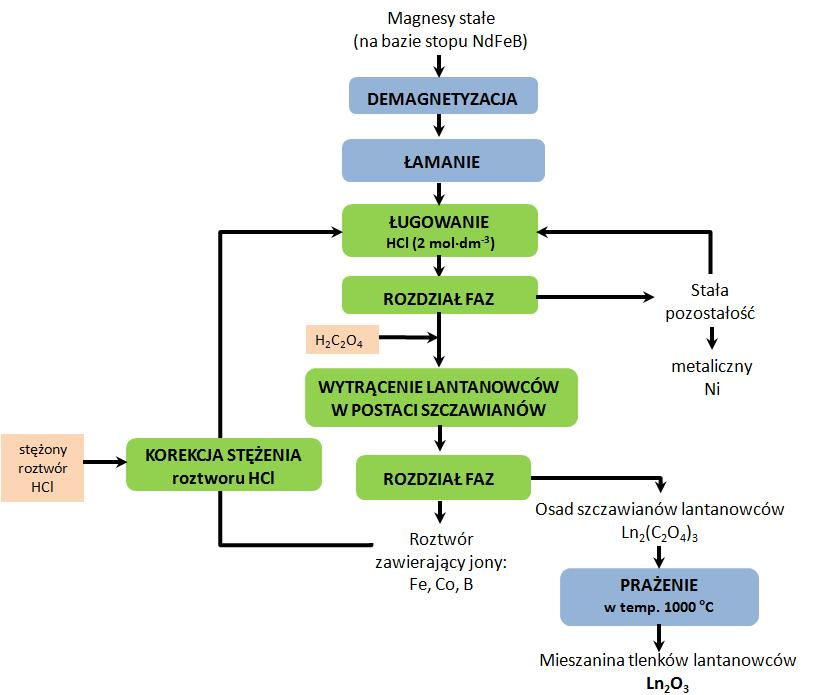 Magnesy stałe
(na bazie stopu NdFeB)
DEMAGNETYZACJA
ŁAMANIE
ŁUGOWANIE
HCl (2 mol·dm⁻³)
ROZDZIAŁ FAZ
Stała
pozostałość
metaliczny
Ni
H₂C₂O₄
WYTRĄCENIE LANTANOWCÓW
W POSTACI SZCZAWIANÓW
stężony
roztwór
HCl
KOREKCJA STĘŻENIA
roztworu HCl
ROZDZIAŁ FAZ
Osad szczawianów lantanowców
Ln₂(C₂O₄)₃
Roztwór
zawierający jony:
Fe, Co, B
PRAŻENIE
w temp. 1000 °C
Mieszanina tlenków lantanowców
Ln₂O₃